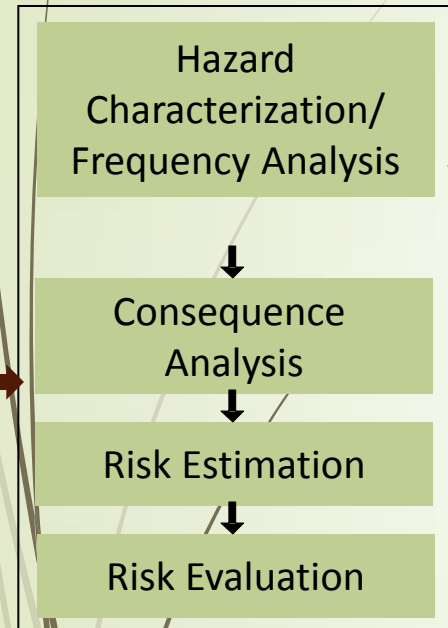 Hazard
Characterization/
Frequency Analysis
Consequence
Analysis
Risk Estimation
Risk Evaluation